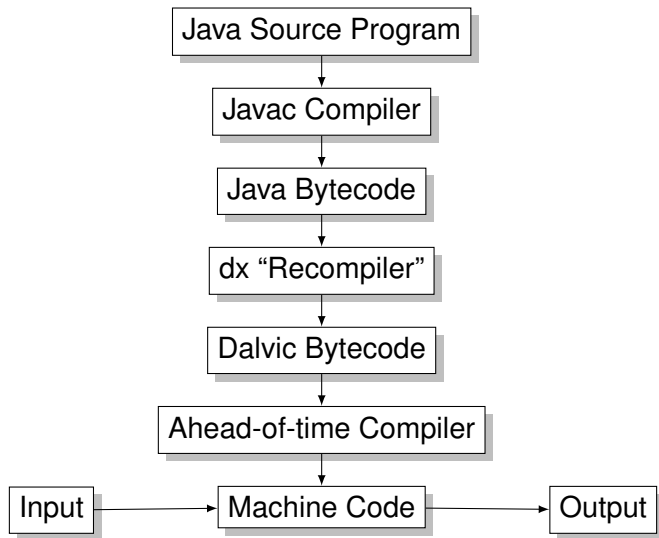 Java Source Program
Javac Compiler
Java Bytecode
dx “Recompiler”
Dalvic Bytecode
Ahead-of-time Compiler
Input
Machine Code
Output